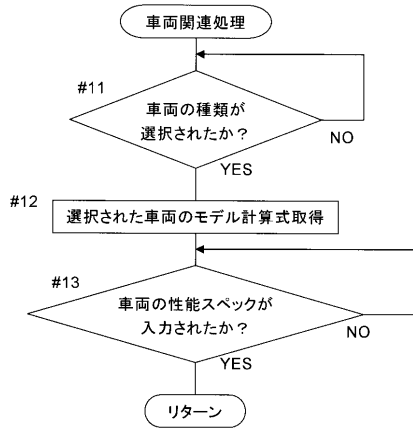 車両関連処理
#11
車両の種類が
選択されたか？
NO
YES
#12
選択された車両のモデル計算式取得
#13
車両の性能スペックが
入力されたか？
NO
YES
リターン